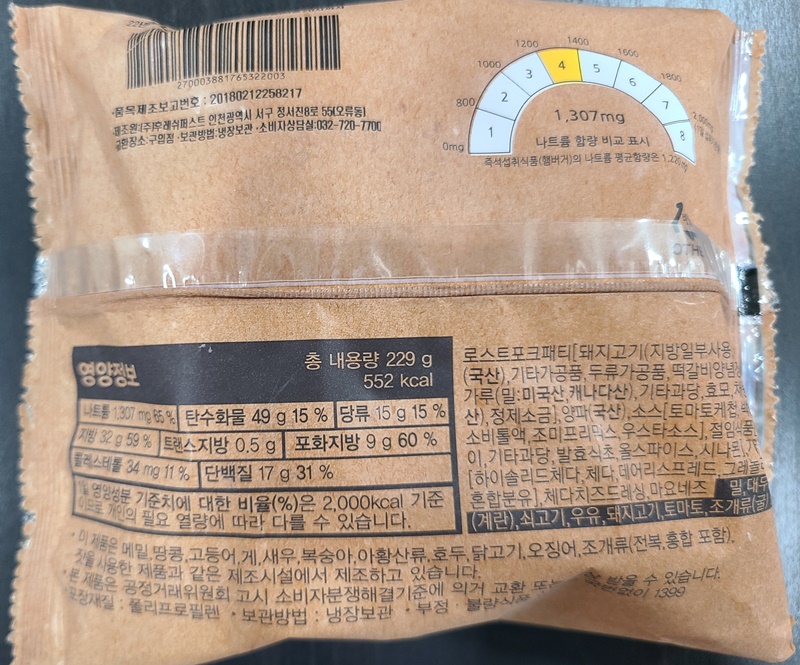 270003881765322003
·품목제조보고번호 : 20180212258217
제조원:(주)후레쉬퍼스트 인천광역시 서구 정서진8로 55(오류동)
교환장소:구입점 ·보관방법:냉장보관 ·소비자상담실:032-720-7700
0mg 800 1000 1200 1400 1600 1800
1 2 3 4 5 6 7 8
1,307mg
나트륨 함량 비교 표시
즉석섭취식품(햄버거)의 나트륨 평균함량은 1,220
영양정보
총 내용량 229 g
552 kcal
나트륨 1,307 mg 65 % 탄수화물 49 g 15 % 당류 15 g 15 %
지방 32 g 59 % 트랜스지방 0.5 g 포화지방 9 g 60 %
콜레스테롤 34 mg 11 % 단백질 17 g 31 %
1일 영양성분 기준치에 대한 비율(%)은 2,000kcal 기준
이므로 개인의 필요 열량에 따라 다를 수 있습니다.
로스트포크패티[돼지고기(지방일부사용
(국산),기타가공품,두류가공품,떡갈비양념
가루(밀:미국산,캐나다산),기타과당,효모,
산),정제소금],양파(국산),소스[토마토케첩
소비톨액,조미프리믹스,우스타소스],절임식품
이,기타과당,발효식초,올스파이스,시나몬
[하이솔리드체다,체다,데어리스프레드,
혼합분유],체다치즈드레싱,마요네즈 밀,대두
(계란),쇠고기,우유,돼지고기,토마토,조개류(굴)
·이 제품은 메밀,땅콩,고등어,게,새우,복숭아,아황산류,호두,닭고기,오징어,조개류(전복,홍합 포함),
잣을 사용한 제품과 같은 제조시설에서 제조하고 있습니다.
·본 제품은 공정거래위원회 고시 소비자분쟁해결기준에 의거 교환 또는 받을 수 있습니다.
포장재질 : 폴리프로필렌 ·보관방법 : 냉장보관 ·부정·불량식품 1399